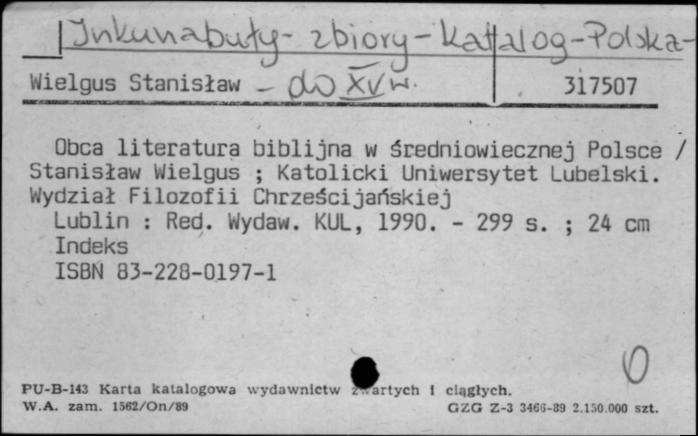 Inkunabuły - zbiory - katalog - Polska -
Wielgus Stanisław - do XV w. 317507
Obca literatura biblijna w średniowiecznej Polsce /
Stanisław Wielgus ; Katolicki Uniwersytet Lubelski.
Wydział Filozofii Chrześcijańskiej
Lublin : Red. Wydaw. KUL, 1990. - 299 s. ; 24 cm
Indeks
ISBN 83-228-0197-1
PU-B-143 Karta katalogowa wydawnictw zwartych i ciągłych.
W.A. zam. 1562/On/89 GZG Z-3 3466-89 2.150.000 szt.